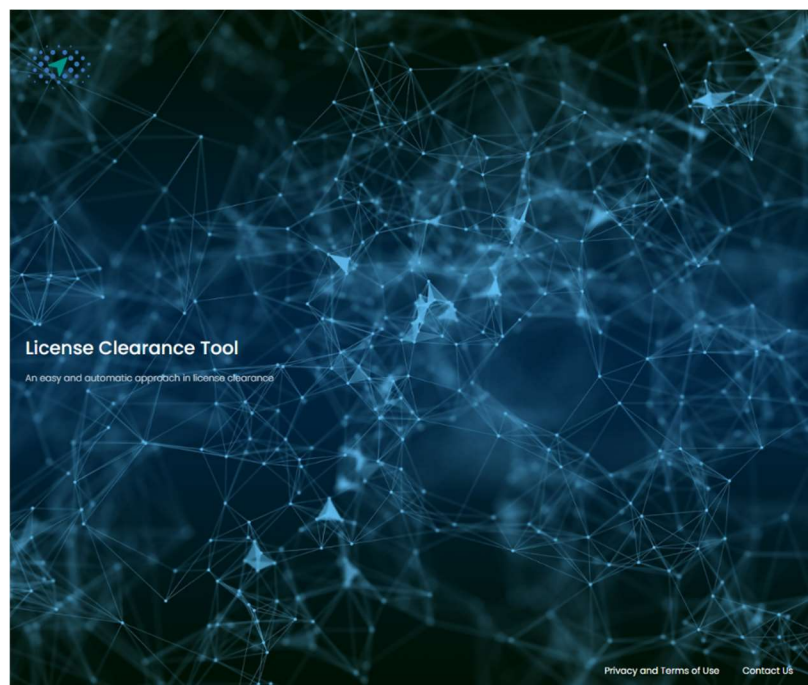 License Clearance Tool
An easy and automatic approach in license clearance
Privacy and Terms of Use Contact Us